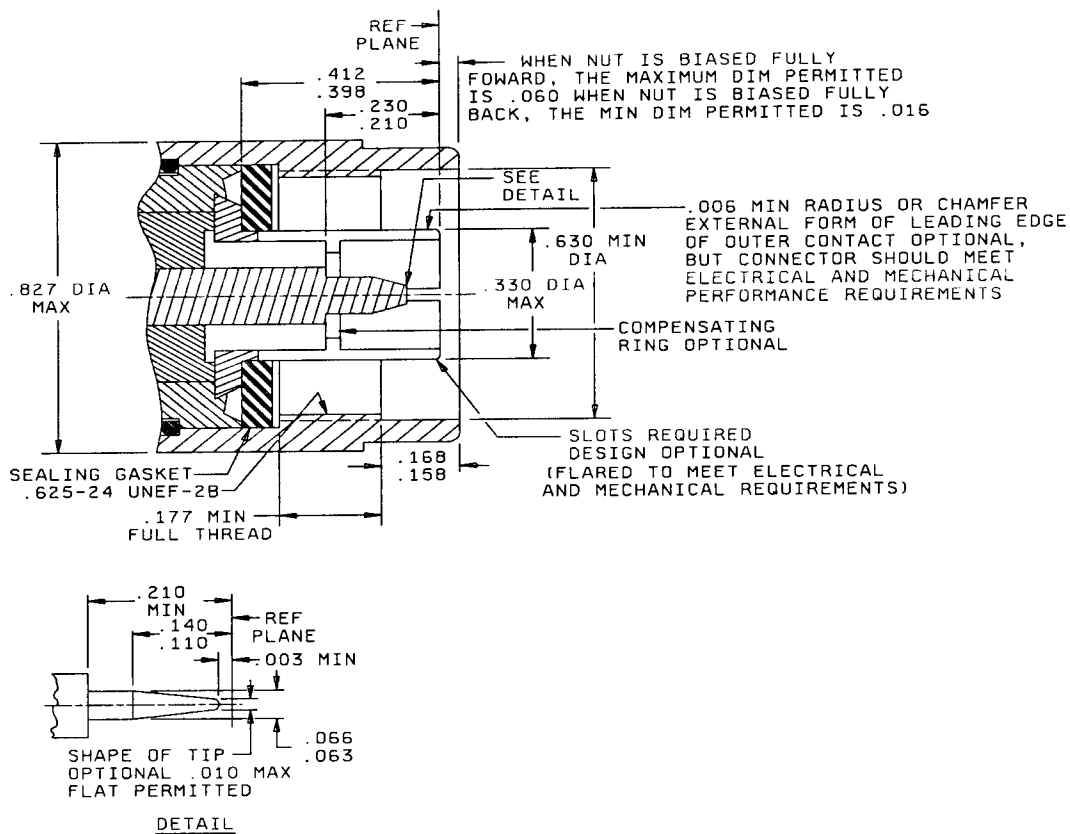 REF
PLANE
WHEN NUT IS BIASED FULLY
FOWARD, THE MAXIMUM DIM PERMITTED
IS .060 WHEN NUT IS BIASED FULLY
BACK, THE MIN DIM PERMITTED IS .016
.412
.398
.230
.210
SEE
DETAIL
.006 MIN RADIUS OR CHAMFER
EXTERNAL FORM OF LEADING EDGE
OF OUTER CONTACT OPTIONAL,
BUT CONNECTOR SHOULD MEET
ELECTRICAL AND MECHANICAL
PERFORMANCE REQUIREMENTS
.630 MIN
DIA
.330 DIA
MAX
.827 DIA
MAX
COMPENSATING
RING OPTIONAL
SLOTS REQUIRED
DESIGN OPTIONAL
(FLARED TO MEET ELECTRICAL
AND MECHANICAL REQUIREMENTS)
.168
.158
SEALING GASKET
.625-24 UNEF-2B
.177 MIN
FULL THREAD
.210
MIN
REF
PLANE
.140
.110
.003 MIN
.066
.063
SHAPE OF TIP
OPTIONAL .010 MAX
FLAT PERMITTED
DETAIL